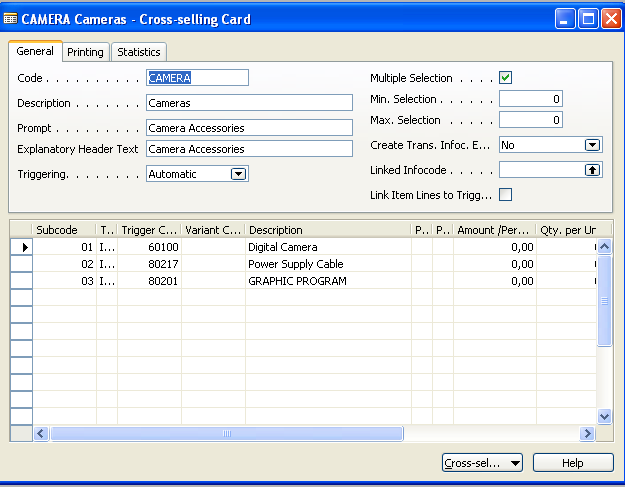 CAMERA Cameras - Cross-selling Card
General Printing Statistics
Code . . . . . . . . . . CAMERA
Description . . . . . . . Cameras
Prompt . . . . . . . . . Camera Accessories
Explanatory Header Text Camera Accessories
Triggering. . . . . . . . Automatic
Multiple Selection . . . .
Min. Selection . . . . . . 0
Max. Selection . . . . . 0
Create Trans. Infoc. E... No
Linked Infocode . . . . .
Link Item Lines to Trigg...
Subcode T.. Trigger C... Variant C... Description P.. P.. Amount /Per... Qty. per Ur
01 I... 60100 Digital Camera 0,00
02 I... 80217 Power Supply Cable 0,00
03 I... 80201 GRAPHIC PROGRAM 0,00
Cross-sel... Help